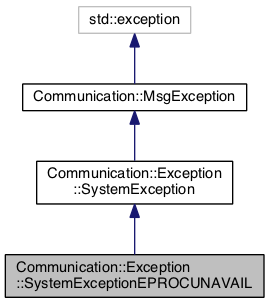 std::exception
Communication::MsgException
Communication::Exception
::SystemException
Communication::Exception
::SystemExceptionEPROCUNAVAIL